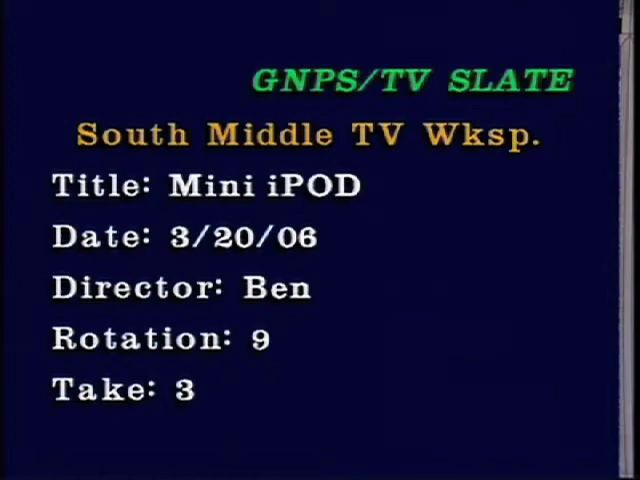 GNPS/TV SLATE
South Middle TV Wksp.
Title: Mini iPOD
Date: 3/20/06
Director: Ben
Rotation: 9
Take: 3